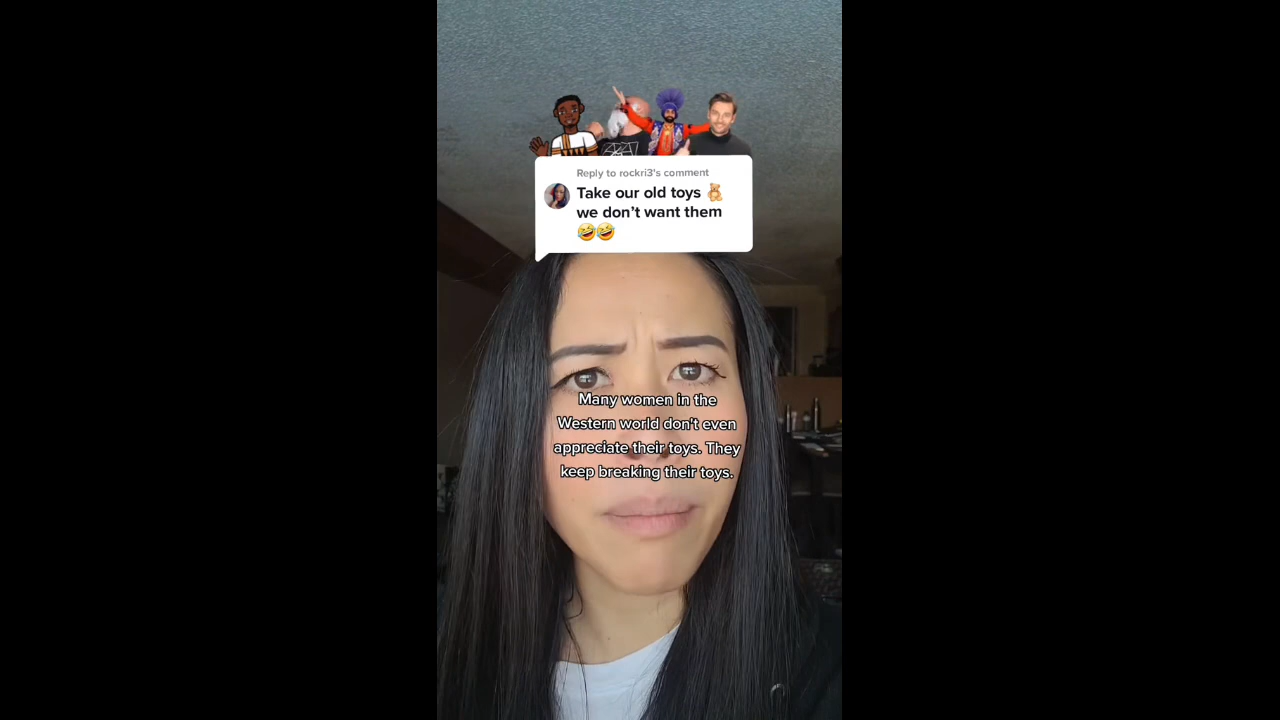 Reply to rockri3's comment
Take our old toys 🧸
we don't want them
🤣🤣
Many women in the
Western world don't even
appreciate their toys. They
keep breaking their toys.